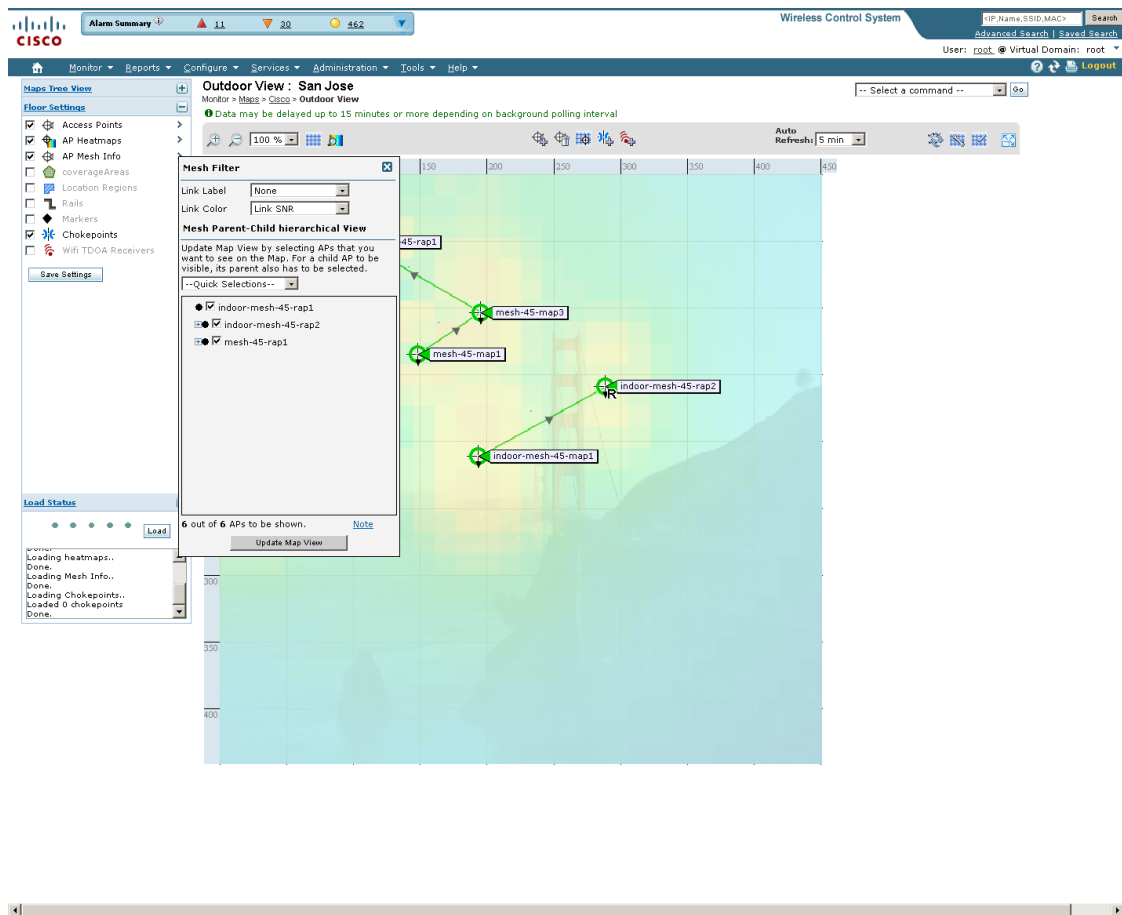 Alarm Summary
11
30
462
Wireless Control System
<IP,Name,SSID,MAC>
Search
CISCO
Advanced Search | Saved Search
User: root @ Virtual Domain: root
Monitor
Reports
Configure
Services
Administration
Tools
Help
Logout
Maps Tree View
Outdoor View : San Jose
-- Select a command --
Go
Monitor > Maps > Cisco > Outdoor View
Floor Settings
Data may be delayed up to 15 minutes or more depending on background polling interval
Access Points
AP Heatmaps
AP Mesh Info
coverageAreas
Location Regions
Rails
Markers
Chokepoints
Wifi TDOA Receivers
Save Settings
100 %
Auto
Refresh: 5 min
Mesh Filter
Link Label None
Link Color Link SNR
Mesh Parent-Child hierarchical View
Update Map View by selecting APs that you
want to see on the Map. For a child AP to be
visible, its parent also has to be selected.
--Quick Selections--
indoor-mesh-45-rap1
indoor-mesh-45-rap2
mesh-45-rap1
6 out of 6 APs to be shown.
Note
Update Map View
150
200
250
300
350
400
450
-45-rap1
mesh-45-map3
mesh-45-map1
indoor-mesh-45-rap2
R
indoor-mesh-45-map1
300
350
400
Load Status
Load
Loading heatmaps..
Done.
Loading Mesh Info..
Done.
Loading Chokepoints..
Loaded 0 chokepoints
Done.